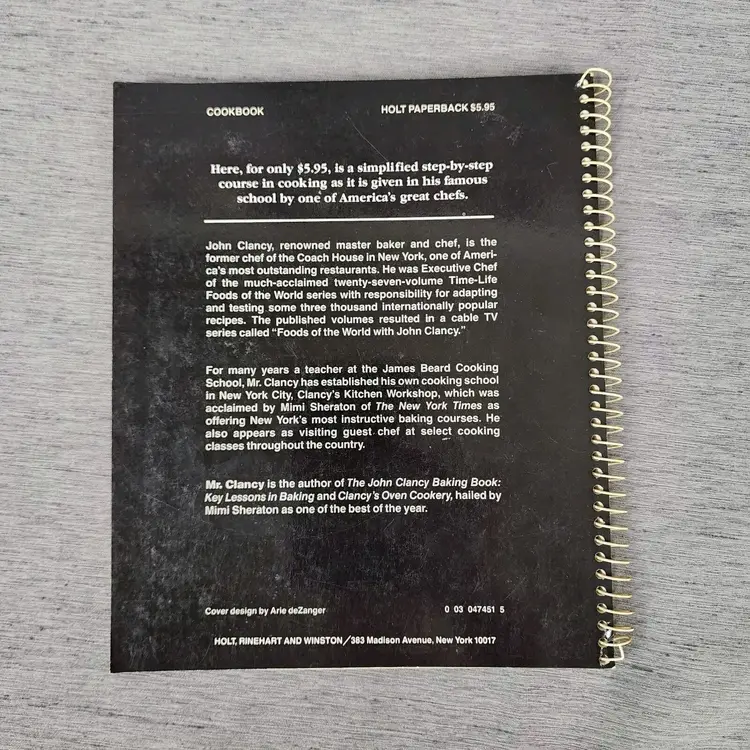 COOKBOOK
HOLT PAPERBACK $5.95
Here, for only $5.95, is a simplified step-by-step
course in cooking as it is given in his famous
school by one of America's great chefs.
John Clancy, renowned master baker and chef, is the
former chef of the Coach House in New York, one of Ameri-
ca's most outstanding restaurants. He was Executive Chef
of the much-acclaimed twenty-seven-volume Time-Life
Foods of the World series with responsibility for adapting
and testing some three thousand internationally popular
recipes. The published volumes resulted in a cable TV
series called "Foods of the World with John Clancy."
For many years a teacher at the James Beard Cooking
School, Mr. Clancy has established his own cooking school
in New York City, Clancy's Kitchen Workshop, which was
acclaimed by Mimi Sheraton of The New York Times as
offering New York's most instructive baking courses. He
also appears as visiting guest chef at select cooking
classes throughout the country.
Mr. Clancy is the author of The John Clancy Baking Book:
Key Lessons in Baking and Clancy's Oven Cookery, hailed by
Mimi Sheraton as one of the best of the year.
Cover design by Arie deZanger
0 03 047451 5
HOLT, RINEHART AND WINSTON/383 Madison Avenue, New York 10017